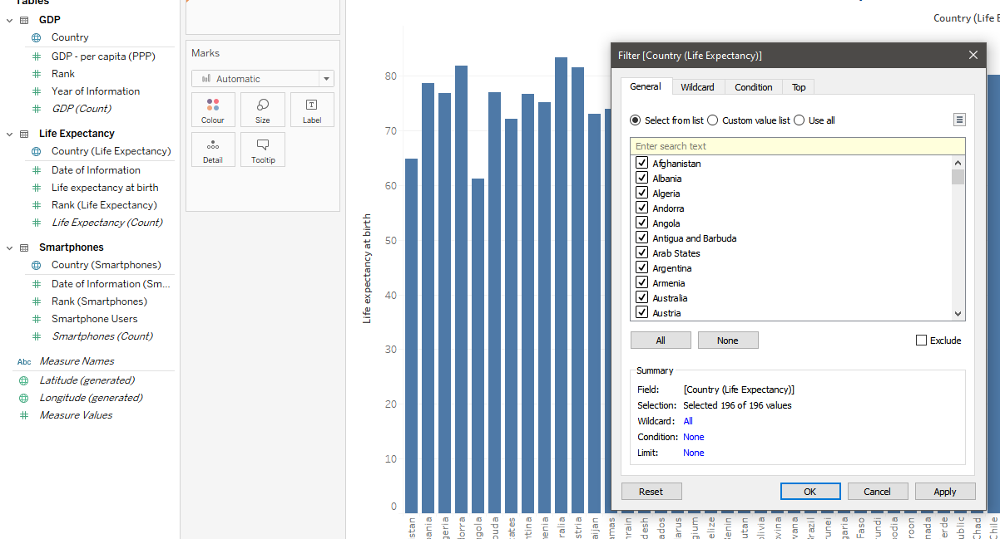 Tables
GDP
Country
GDP - per capita (PPP)
Rank
Year of Information
GDP (Count)
Life Expectancy
Country (Life Expectancy)
Date of Information
Life expectancy at birth
Rank (Life Expectancy)
Life Expectancy (Count)
Smartphones
Country (Smartphones)
Date of Information (Sm...
Rank (Smartphones)
Smartphone Users
Smartphones (Count)
Abc Measure Names
Latitude (generated)
Longitude (generated)
Measure Values
Marks
Automatic
Colour
Size
Label
Detail
Tooltip
Country (Life E
Life expectancy at birth
80
70
60
50
40
30
20
10
0
stan
bania
geria
dorra
gola
buda
tates
ntina
menia
ralia
stria
aijan
amas
hrain
desh
ados
arus
gium
elize
Benin
utan
olivia
ovina
wana
Brazil
runei
garia
Faso
rundi
bodia
roon
nada
erde
ublic
Chad
Chile
Filter [Country (Life Expectancy)]
General
Wildcard
Condition
Top
Select from list
Custom value list
Use all
Enter search text
Afghanistan
Albania
Algeria
Andorra
Angola
Antigua and Barbuda
Arab States
Argentina
Armenia
Australia
Austria
All
None
Exclude
Summary
Field: [Country (Life Expectancy)]
Selection: Selected 196 of 196 values
Wildcard: All
Condition: None
Limit: None
Reset
OK
Cancel
Apply